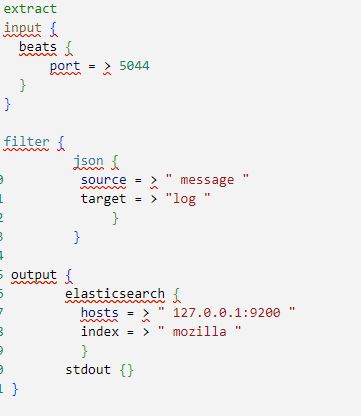 extract
input {
beats {
port = > 5044
}
}
filter {
json {
0 source = > " message "
1 target = > "log "
2 }
3 }
4
5 output {
6 elasticsearch {
7 hosts = > " 127.0.0.1:9200 "
8 index = > " mozilla "
9 }
0 stdout {}
1 }